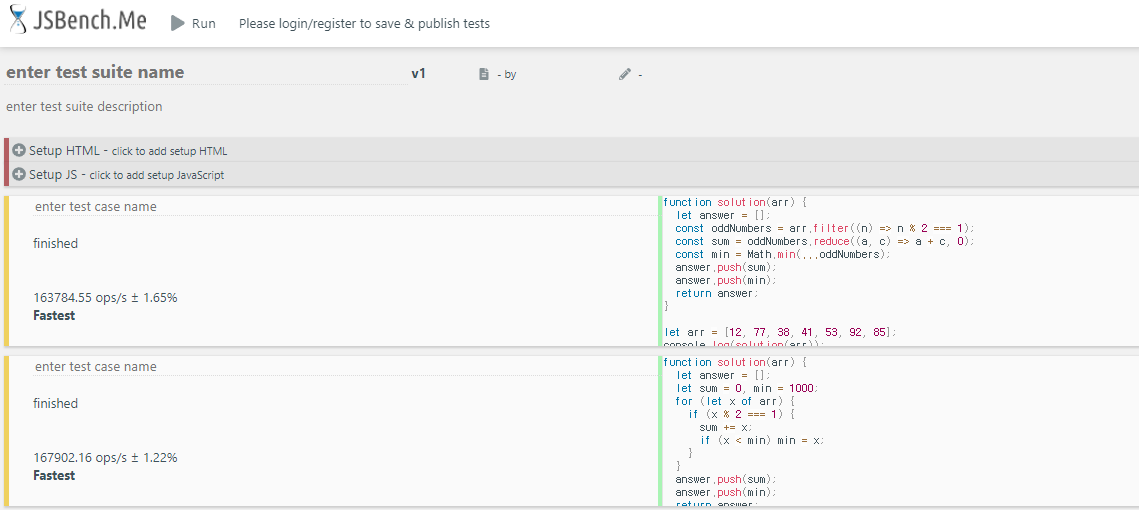 JSBench.Me Run Please login/register to save & publish tests
enter test suite name v1 - by -
enter test suite description
Setup HTML - click to add setup HTML
Setup JS - click to add setup JavaScript
enter test case name
finished
163784.55 ops/s ± 1.65%
Fastest
function solution(arr) {
  let answer = [];
  const oddNumbers = arr.filter((n) => n % 2 === 1);
  const sum = oddNumbers.reduce((a, c) => a + c, 0);
  const min = Math.min(...oddNumbers);
  answer.push(sum);
  answer.push(min);
  return answer;
}
let arr = [12, 77, 38, 41, 53, 92, 85];
console.log(solution(arr));
enter test case name
finished
167902.16 ops/s ± 1.22%
Fastest
function solution(arr) {
  let answer = [];
  let sum = 0, min = 1000;
  for (let x of arr) {
    if (x % 2 === 1) {
      sum += x;
      if (x < min) min = x;
    }
  }
  answer.push(sum);
  answer.push(min);
  return answer;